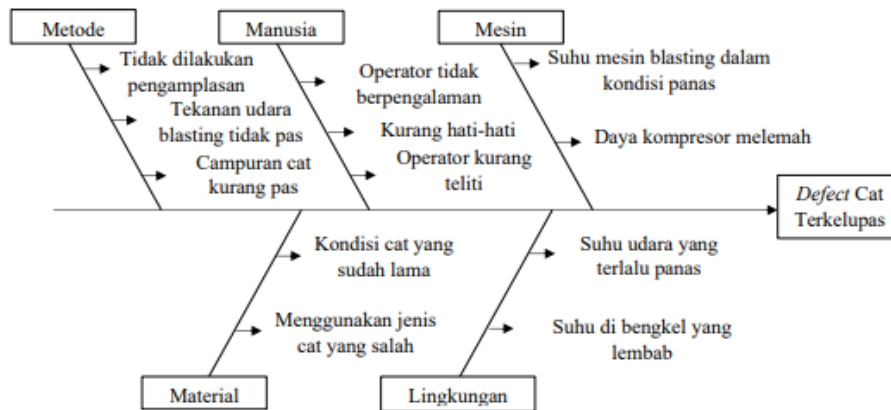 Metode
Manusia
Mesin
Tidak dilakukan
pengamplasan
Tekanan udara
blasting tidak pas
Campuran cat
kurang pas
Operator tidak
berpengalaman
Kurang hati-hati
Operator kurang
teliti
Suhu mesin blasting dalam
kondisi panas
Daya kompresor melemah
Defect Cat
Terkelupas
Kondisi cat yang
sudah lama
Menggunakan jenis
cat yang salah
Suhu udara yang
terlalu panas
Suhu di bengkel yang
lembab
Material
Lingkungan